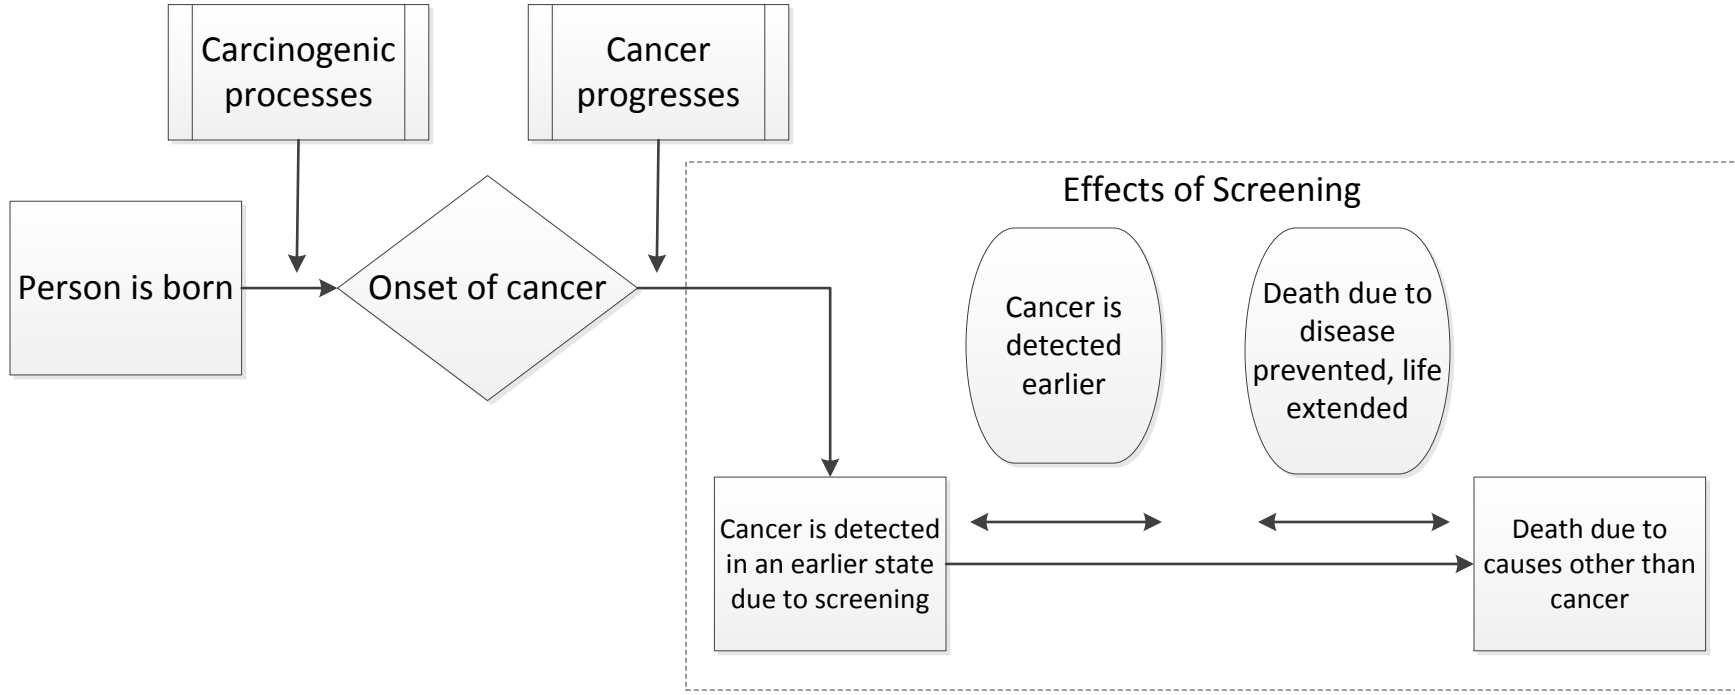 Carcinogenic
processes
Cancer
progresses
Person is born
Onset of cancer
Effects of Screening
Cancer is
detected
earlier
Death due to
disease
prevented, life
extended
Cancer is detected
in an earlier state
due to screening
Death due to
causes other than
cancer